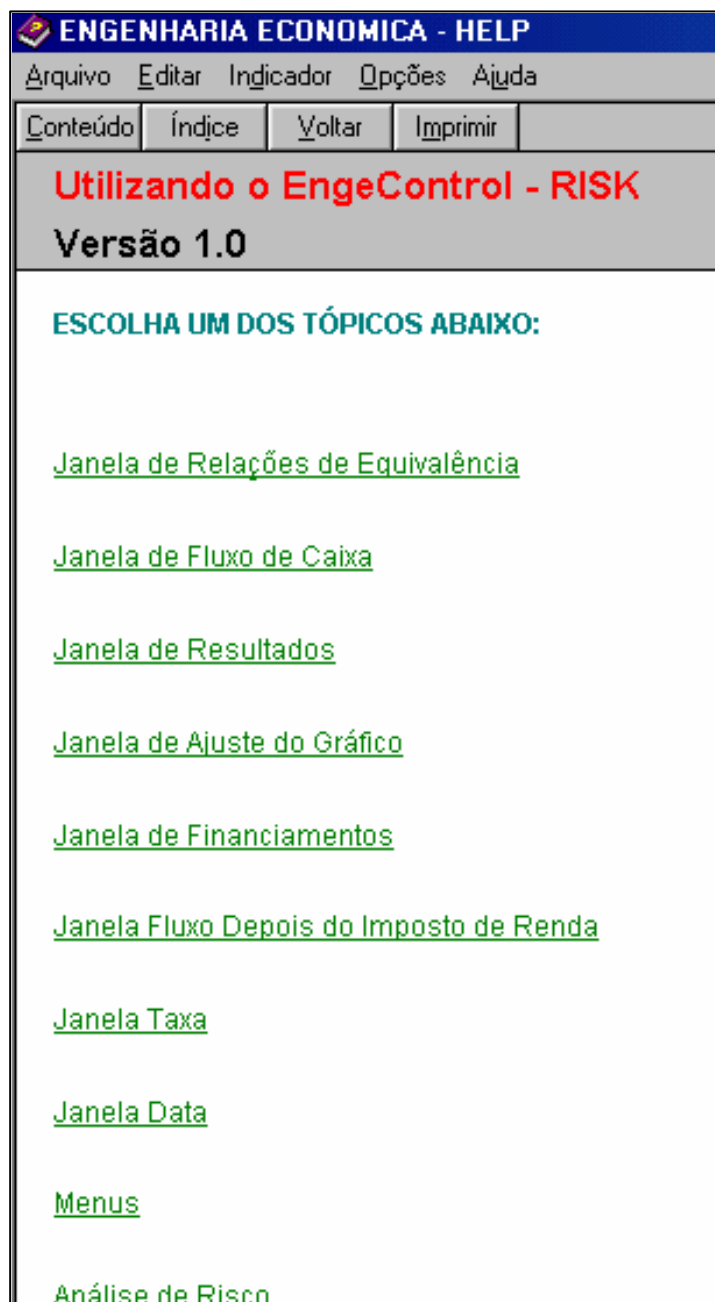 ENGENHARIA ECONOMICA - HELP
Arquivo Editar Indicador Opções Ajuda
Conteúdo Índice Voltar Imprimir
Utilizando o EngeControl - RISK
Versão 1.0
ESCOLHA UM DOS TÓPICOS ABAIXO:
Janela de Relações de Equivalência
Janela de Fluxo de Caixa
Janela de Resultados
Janela de Ajuste do Gráfico
Janela de Financiamentos
Janela Fluxo Depois do Imposto de Renda
Janela Taxa
Janela Data
Menus
Análise de Risco